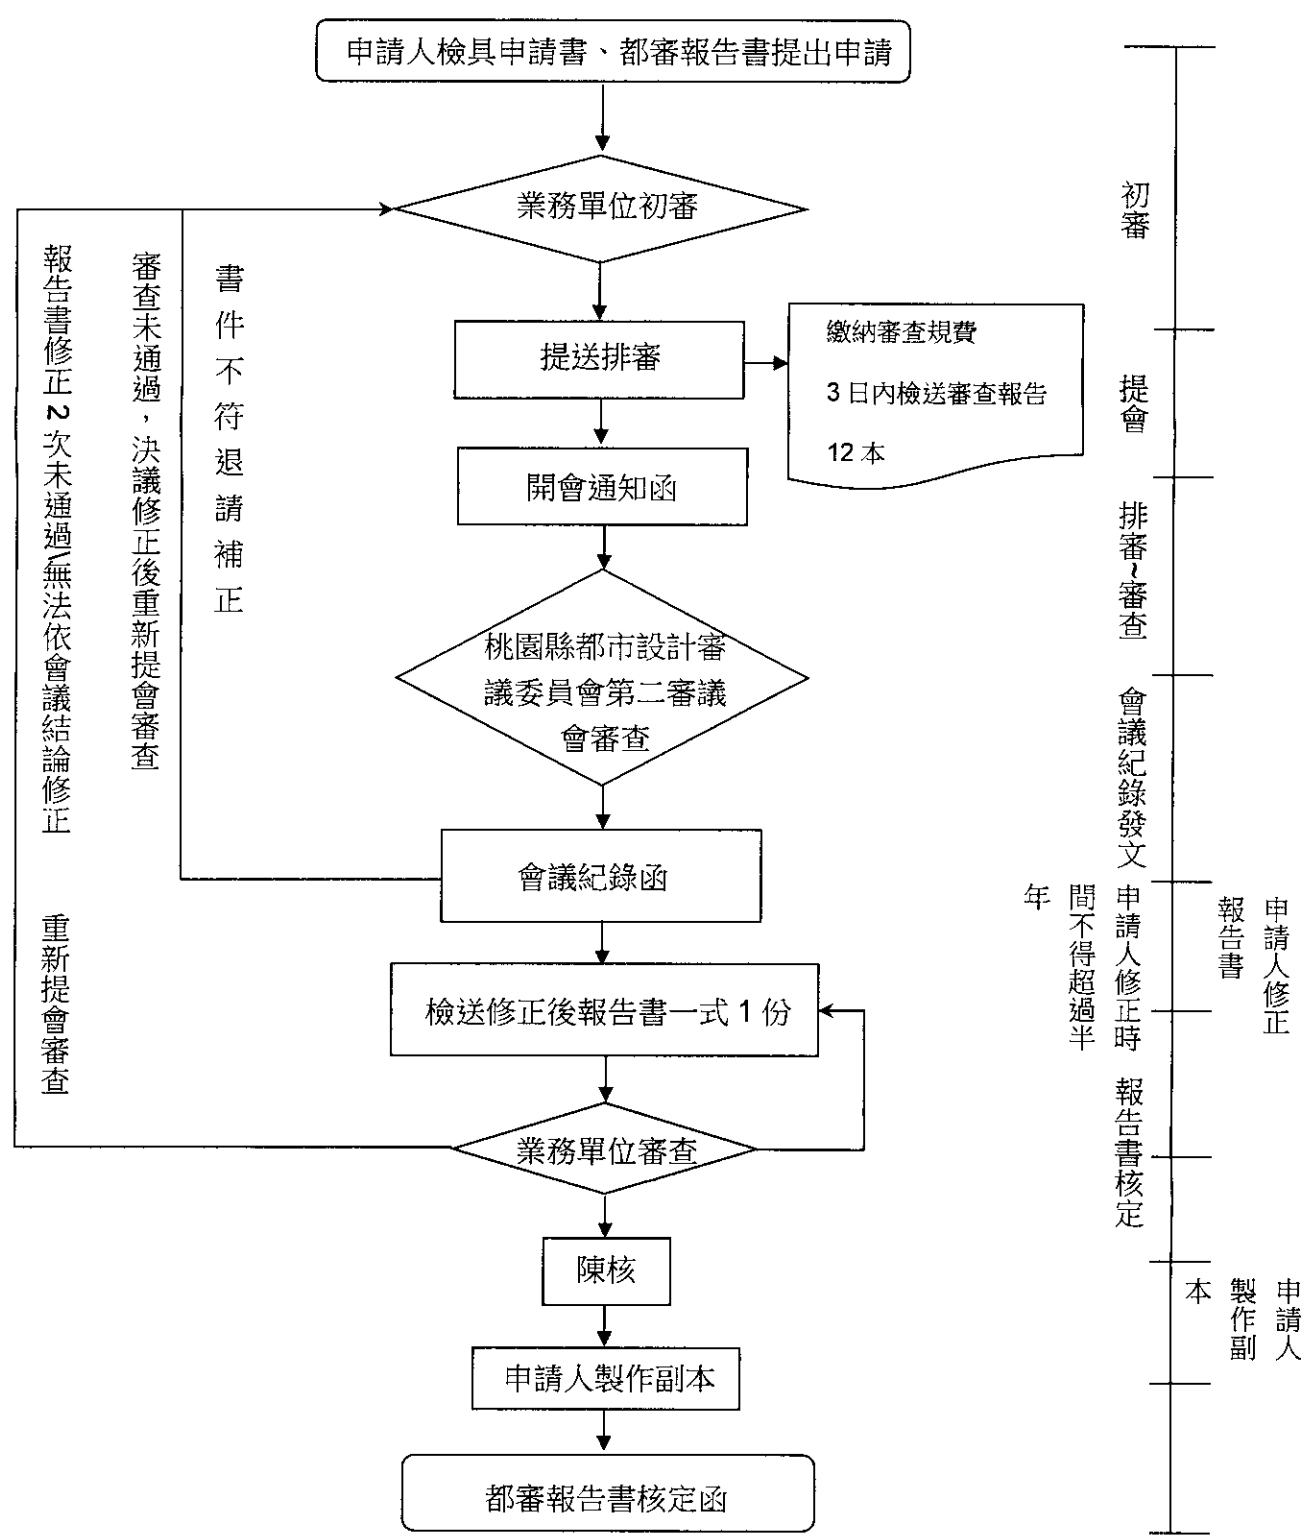 申請人檢具申請書、都審報告書提出申請
業務單位初審
提送排審
繳納審查規費
3 日內檢送審查報告
12 本
開會通知函
桃園縣都市設計審
議委員會第二審議
會審查
會議紀錄函
檢送修正後報告書一式 1 份
業務單位審查
陳核
申請人製作副本
都審報告書核定函
書件不符退請補正
審查未通過，決議修正後重新提會審查
報告書修正 2 次未通過\無法依會議結論修正
重新提會審查
初審
提會
排審~審查
會議紀錄發文
申請人修正時
間不得超過半
年
申請人修正
報告書
報告書核定
申請人
製作副
本